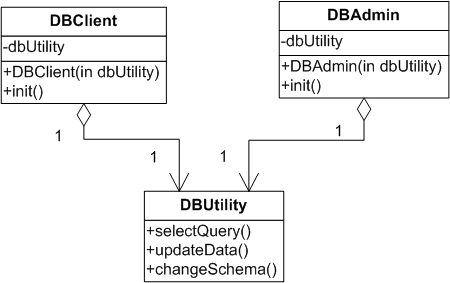 DBClient
-dbUtility
+DBClient(in dbUtility)
+init()
DBAdmin
-dbUtility
+DBAdmin(in dbUtility)
+init()
1
1
1
1
DBUtility
+selectQuery()
+updateData()
+changeSchema()